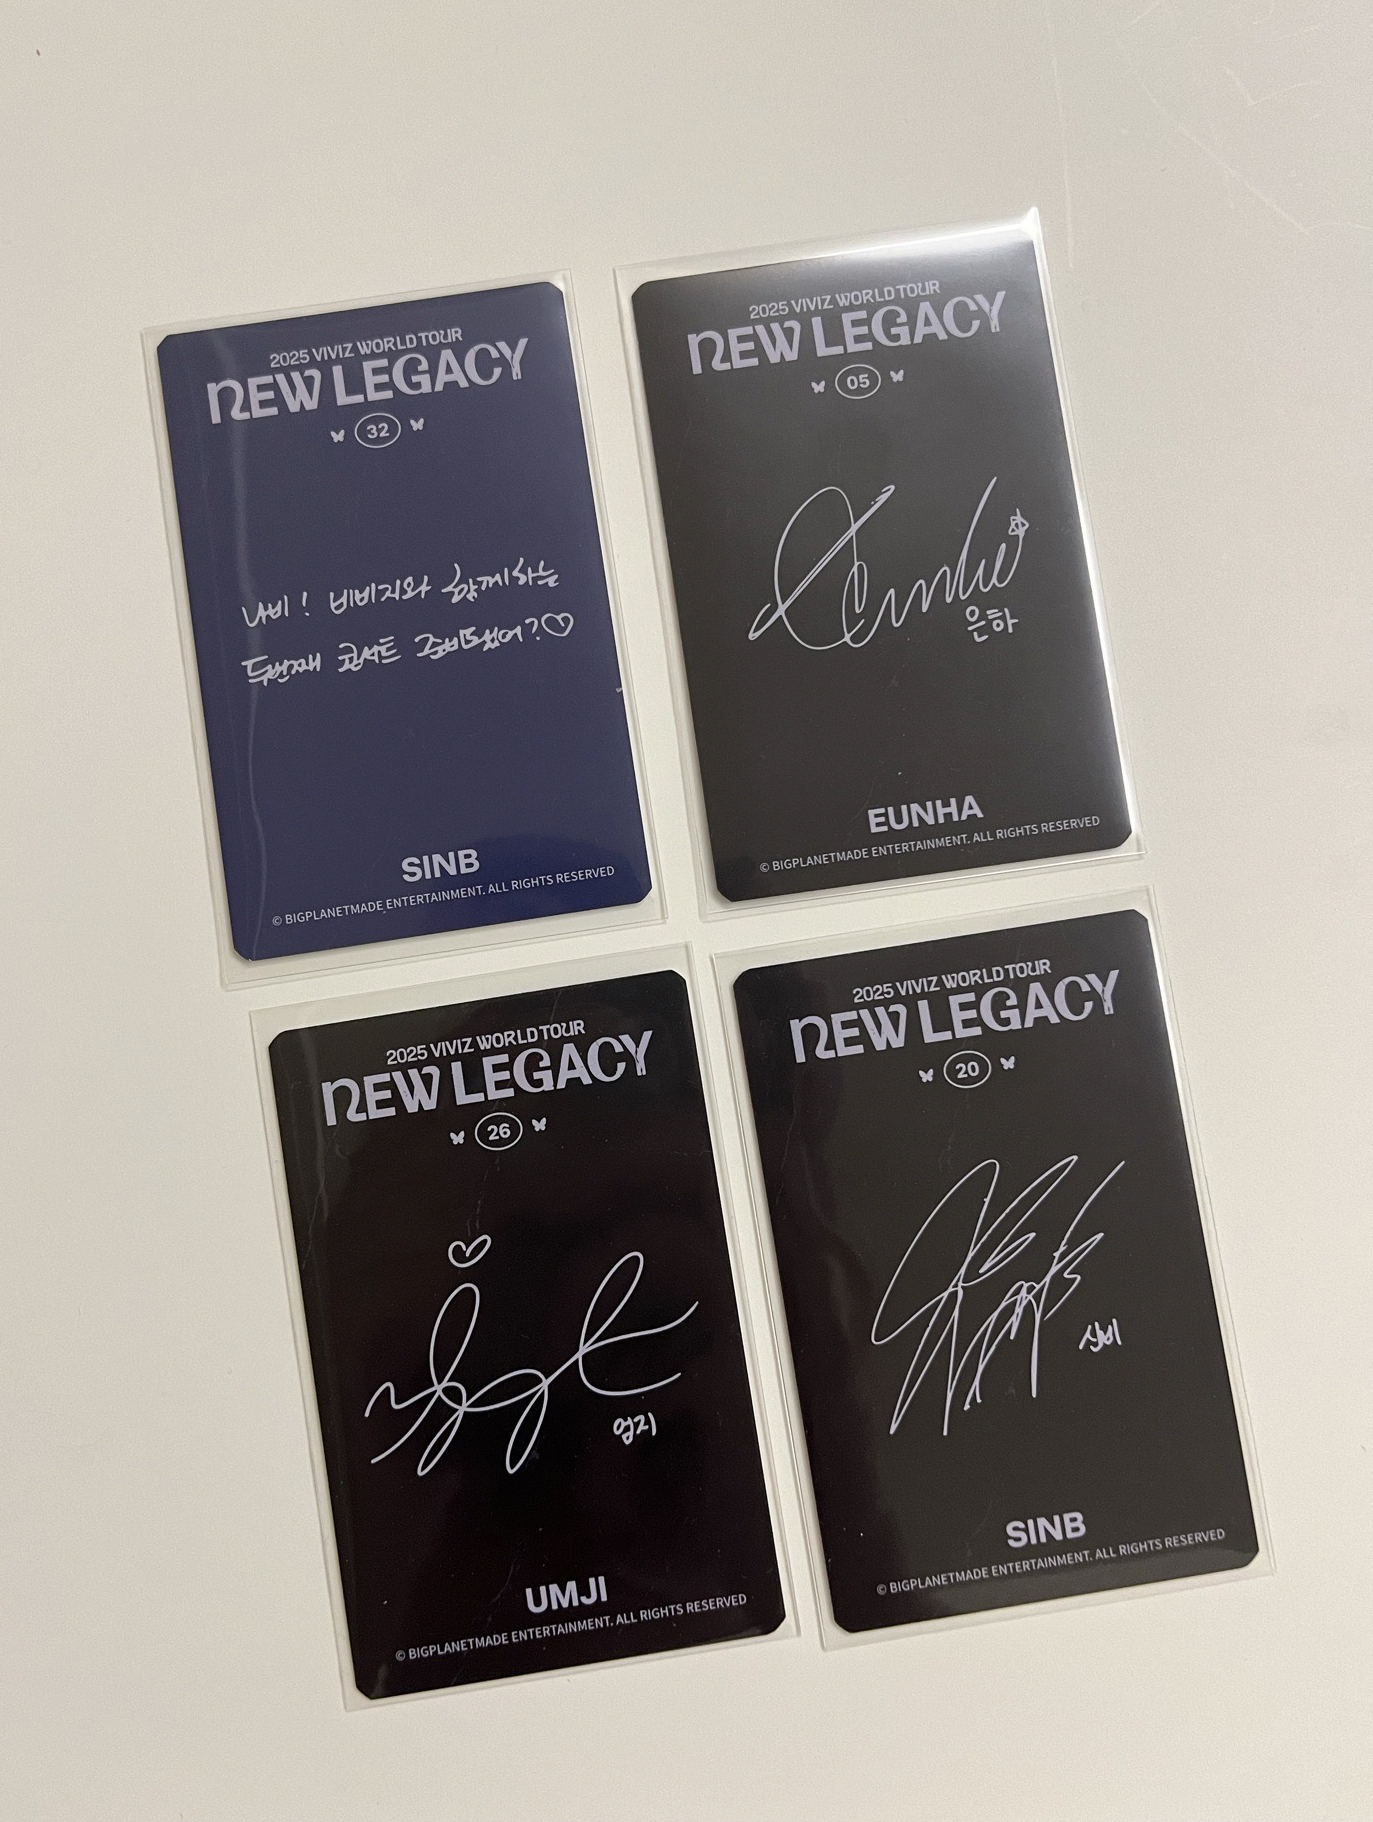 2025 VIVIZ WORLD TOUR
NEW LEGACY
32
나비! 비비지와 함께하는
두번째 콘서트 준비됐어?♡
SINB
© BIGPLANETMADE ENTERTAINMENT. ALL RIGHTS RESERVED
2025 VIVIZ WORLD TOUR
NEW LEGACY
05
Eunha
은하
EUNHA
© BIGPLANETMADE ENTERTAINMENT. ALL RIGHTS RESERVED
2025 VIVIZ WORLD TOUR
NEW LEGACY
26
엄지
UMJI
© BIGPLANETMADE ENTERTAINMENT. ALL RIGHTS RESERVED
2025 VIVIZ WORLD TOUR
NEW LEGACY
20
신비
SINB
© BIGPLANETMADE ENTERTAINMENT. ALL RIGHTS RESERVED